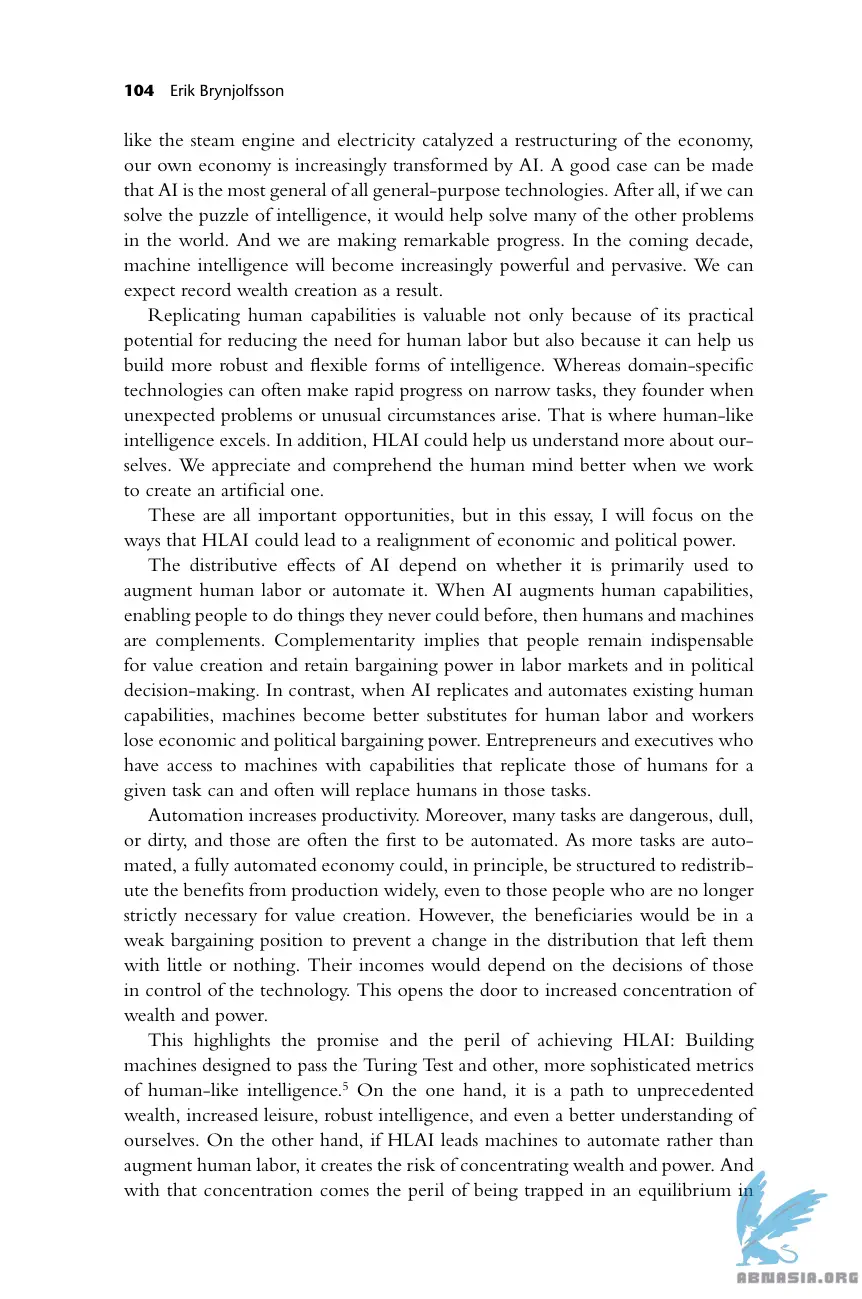 104 Erik Brynjolfsson
like the steam engine and electricity catalyzed a restructuring of the economy,
our own economy is increasingly transformed by AI. A good case can be made
that AI is the most general of all general-purpose technologies. After all, if we can
solve the puzzle of intelligence, it would help solve many of the other problems
in the world. And we are making remarkable progress. In the coming decade,
machine intelligence will become increasingly powerful and pervasive. We can
expect record wealth creation as a result.
Replicating human capabilities is valuable not only because of its practical
potential for reducing the need for human labor but also because it can help us
build more robust and flexible forms of intelligence. Whereas domain-specific
technologies can often make rapid progress on narrow tasks, they founder when
unexpected problems or unusual circumstances arise. That is where human-like
intelligence excels. In addition, HLAI could help us understand more about our-
selves. We appreciate and comprehend the human mind better when we work
to create an artificial one.
These are all important opportunities, but in this essay, I will focus on the
ways that HLAI could lead to a realignment of economic and political power.
The distributive effects of AI depend on whether it is primarily used to
augment human labor or automate it. When AI augments human capabilities,
enabling people to do things they never could before, then humans and machines
are complements. Complementarity implies that people remain indispensable
for value creation and retain bargaining power in labor markets and in political
decision-making. In contrast, when AI replicates and automates existing human
capabilities, machines become better substitutes for human labor and workers
lose economic and political bargaining power. Entrepreneurs and executives who
have access to machines with capabilities that replicate those of humans for a
given task can and often will replace humans in those tasks.
Automation increases productivity. Moreover, many tasks are dangerous, dull,
or dirty, and those are often the first to be automated. As more tasks are auto-
mated, a fully automated economy could, in principle, be structured to redistrib-
ute the benefits from production widely, even to those people who are no longer
strictly necessary for value creation. However, the beneficiaries would be in a
weak bargaining position to prevent a change in the distribution that left them
with little or nothing. Their incomes would depend on the decisions of those
in control of the technology. This opens the door to increased concentration of
wealth and power.
This highlights the promise and the peril of achieving HLAI: Building
machines designed to pass the Turing Test and other, more sophisticated metrics
of human-like intelligence.⁵ On the one hand, it is a path to unprecedented
wealth, increased leisure, robust intelligence, and even a better understanding of
ourselves. On the other hand, if HLAI leads machines to automate rather than
augment human labor, it creates the risk of concentrating wealth and power. And
with that concentration comes the peril of being trapped in an equilibrium in
ABNASIA.ORG